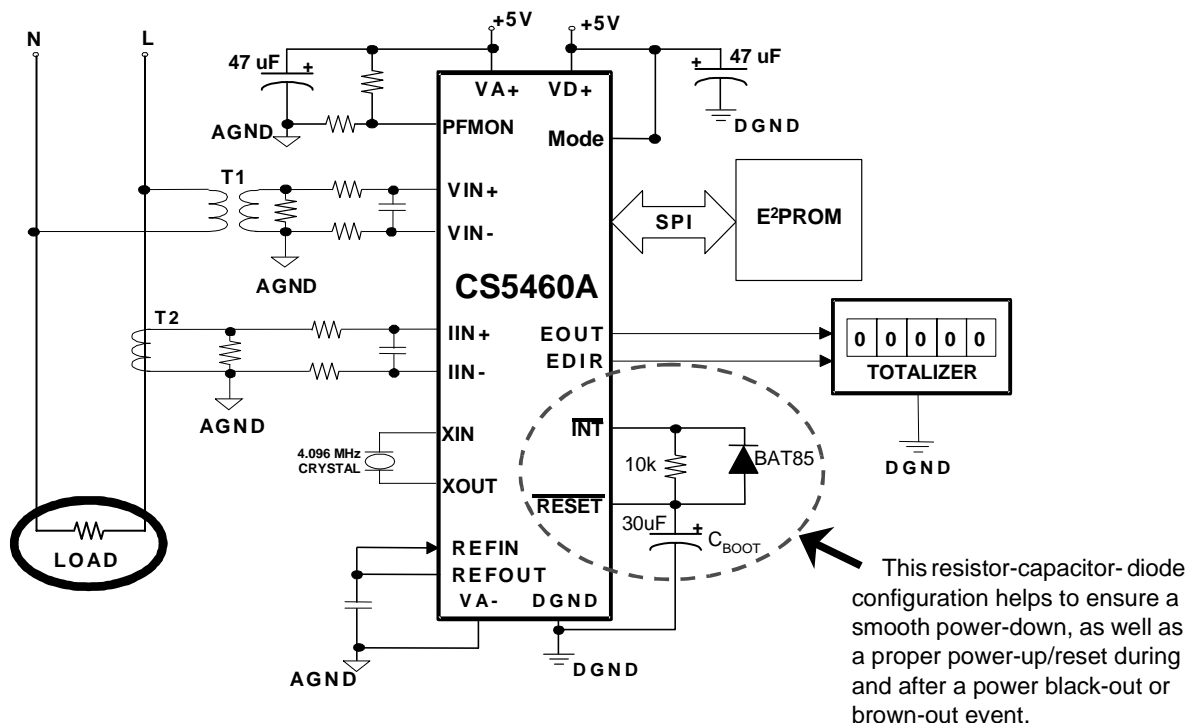 +5V
+5V
N
L
47 uF
+
+
47 uF
VA+
VD+
AGND
PFMON
Mode
DGND
T1
VIN+
VIN-
SPI
E²PROM
AGND
CS5460A
T2
IIN+
IIN-
EOUT
EDIR
0 0 0 0 0
TOTALIZER
AGND
XIN
INT
DGND
4.096 MHz
CRYSTAL
10k
BAT85
XOUT
RESET
30uF
+
CBOOT
LOAD
REFIN
REFOUT
VA-
DGND
AGND
DGND
This resistor-capacitor- diode
configuration helps to ensure a
smooth power-down, as well as
a proper power-up/reset during
and after a power black-out or
brown-out event.